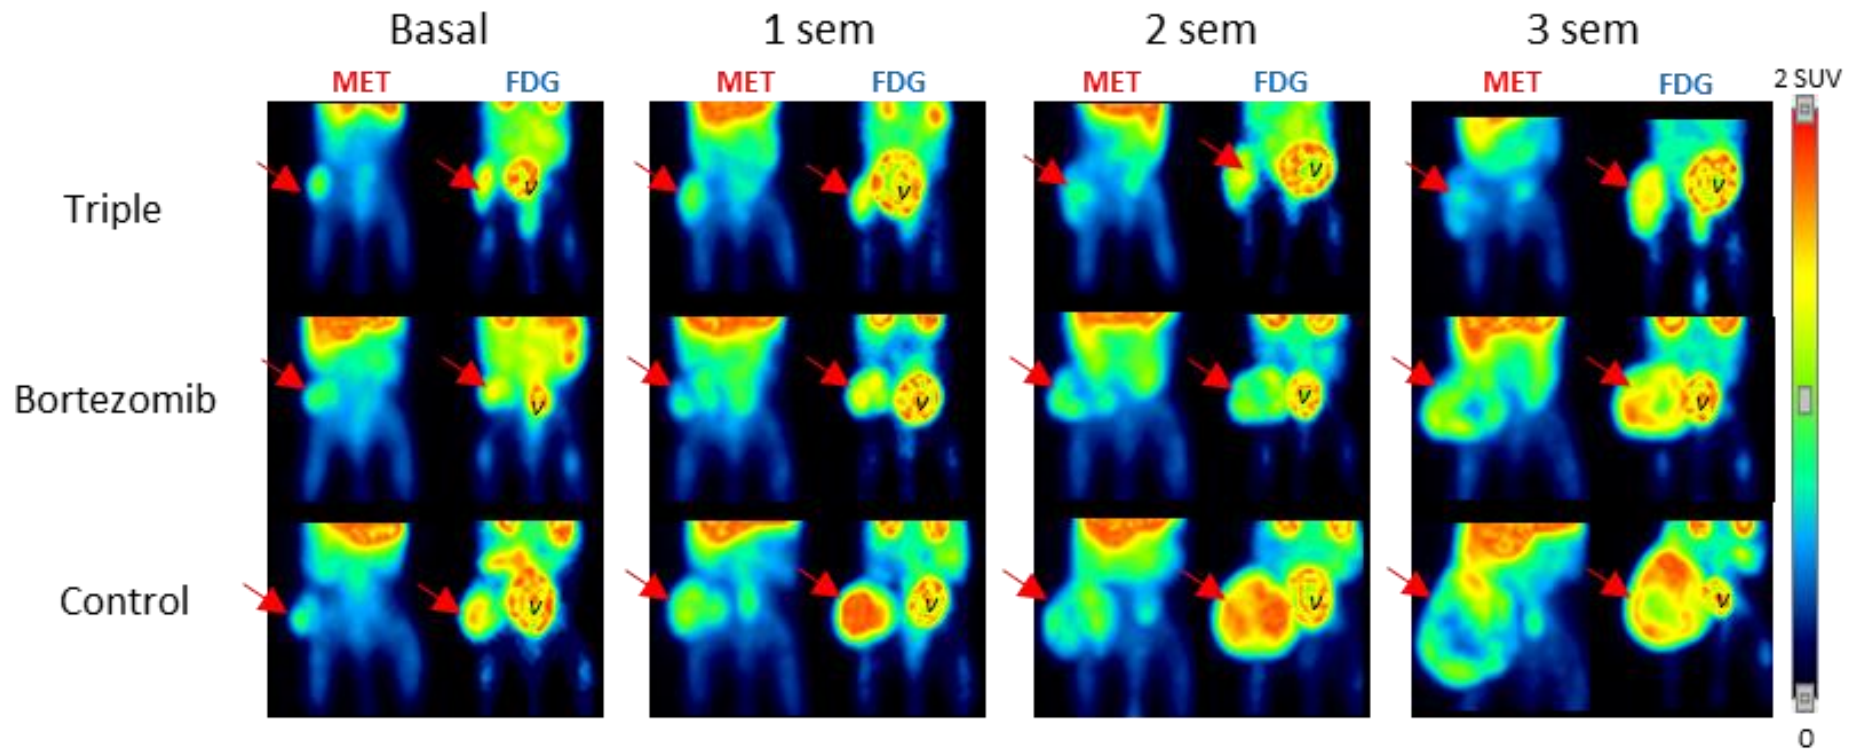 Basal 1 sem 2 sem 3 sem
MET FDG MET FDG MET FDG MET FDG 2 SUV
Triple v v v v
Bortezomib v v v v
Control v v v v
0